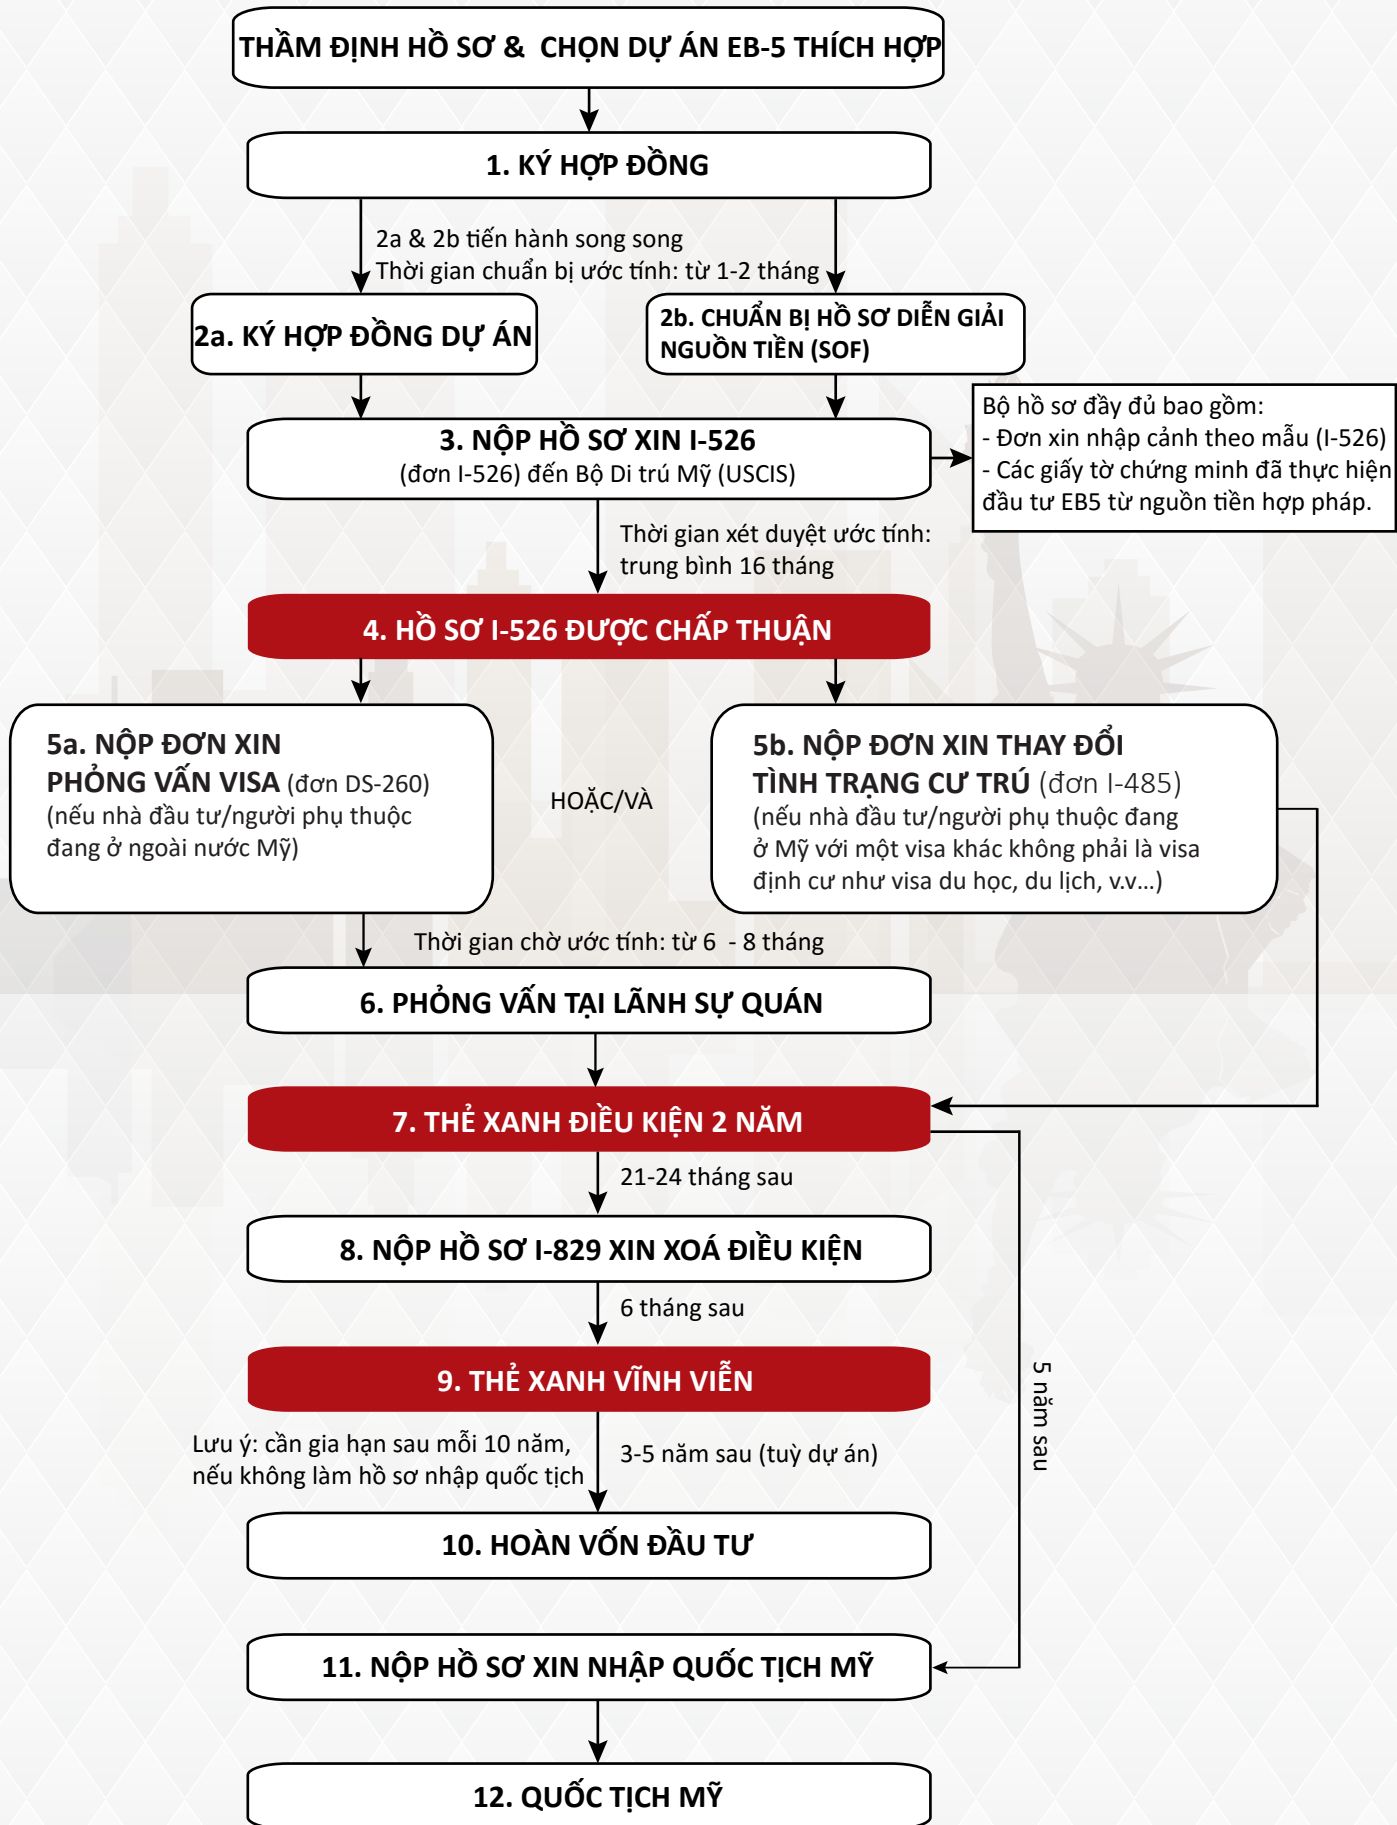 THẦM ĐỊNH HỒ SƠ & CHỌN DỰ ÁN EB-5 THÍCH HỢP
1. KÝ HỢP ĐỒNG
2a & 2b tiến hành song song
Thời gian chuẩn bị ước tính: từ 1-2 tháng
2a. KÝ HỢP ĐỒNG DỰ ÁN
2b. CHUẨN BỊ HỒ SƠ DIỄN GIẢI
NGUỒN TIỀN (SOF)
3. NỘP HỒ SƠ XIN I-526
(đơn I-526) đến Bộ Di trú Mỹ (USCIS)
Bộ hồ sơ đầy đủ bao gồm:
- Đơn xin nhập cảnh theo mẫu (I-526)
- Các giấy tờ chứng minh đã thực hiện
đầu tư EB5 từ nguồn tiền hợp pháp.
Thời gian xét duyệt ước tính:
trung bình 16 tháng
4. HỒ SƠ I-526 ĐƯỢC CHẤP THUẬN
5a. NỘP ĐƠN XIN
PHỎNG VẤN VISA (đơn DS-260)
(nếu nhà đầu tư/người phụ thuộc
đang ở ngoài nước Mỹ)
HOẶC/VÀ
5b. NỘP ĐƠN XIN THAY ĐỔI
TÌNH TRẠNG CƯ TRÚ (đơn I-485)
(nếu nhà đầu tư/người phụ thuộc đang
ở Mỹ với một visa khác không phải là visa
định cư như visa du học, du lịch, v.v...)
Thời gian chờ ước tính: từ 6 - 8 tháng
6. PHỎNG VẤN TẠI LÃNH SỰ QUÁN
7. THẺ XANH ĐIỀU KIỆN 2 NĂM
21-24 tháng sau
8. NỘP HỒ SƠ I-829 XIN XOÁ ĐIỀU KIỆN
6 tháng sau
9. THẺ XANH VĨNH VIỄN
5 năm sau
Lưu ý: cần gia hạn sau mỗi 10 năm,
nếu không làm hồ sơ nhập quốc tịch
3-5 năm sau (tuỳ dự án)
10. HOÀN VỐN ĐẦU TƯ
11. NỘP HỒ SƠ XIN NHẬP QUỐC TỊCH MỸ
12. QUỐC TỊCH MỸ